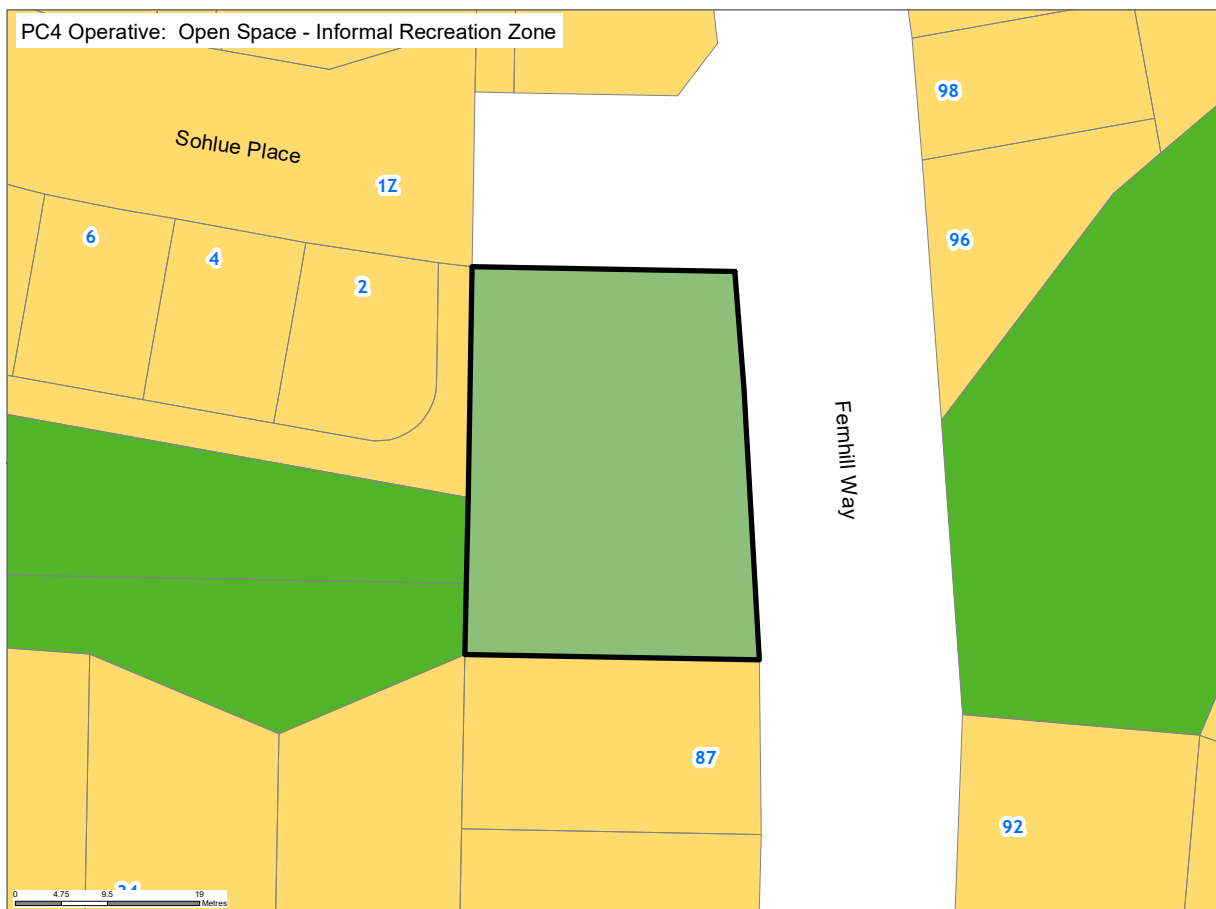 PC4 Operative: Open Space - Informal Recreation Zone
98
Sohlue Place
1Z
6
96
4
2
Fernhill Way
87
92
0 4.75 9.5 19
Metres